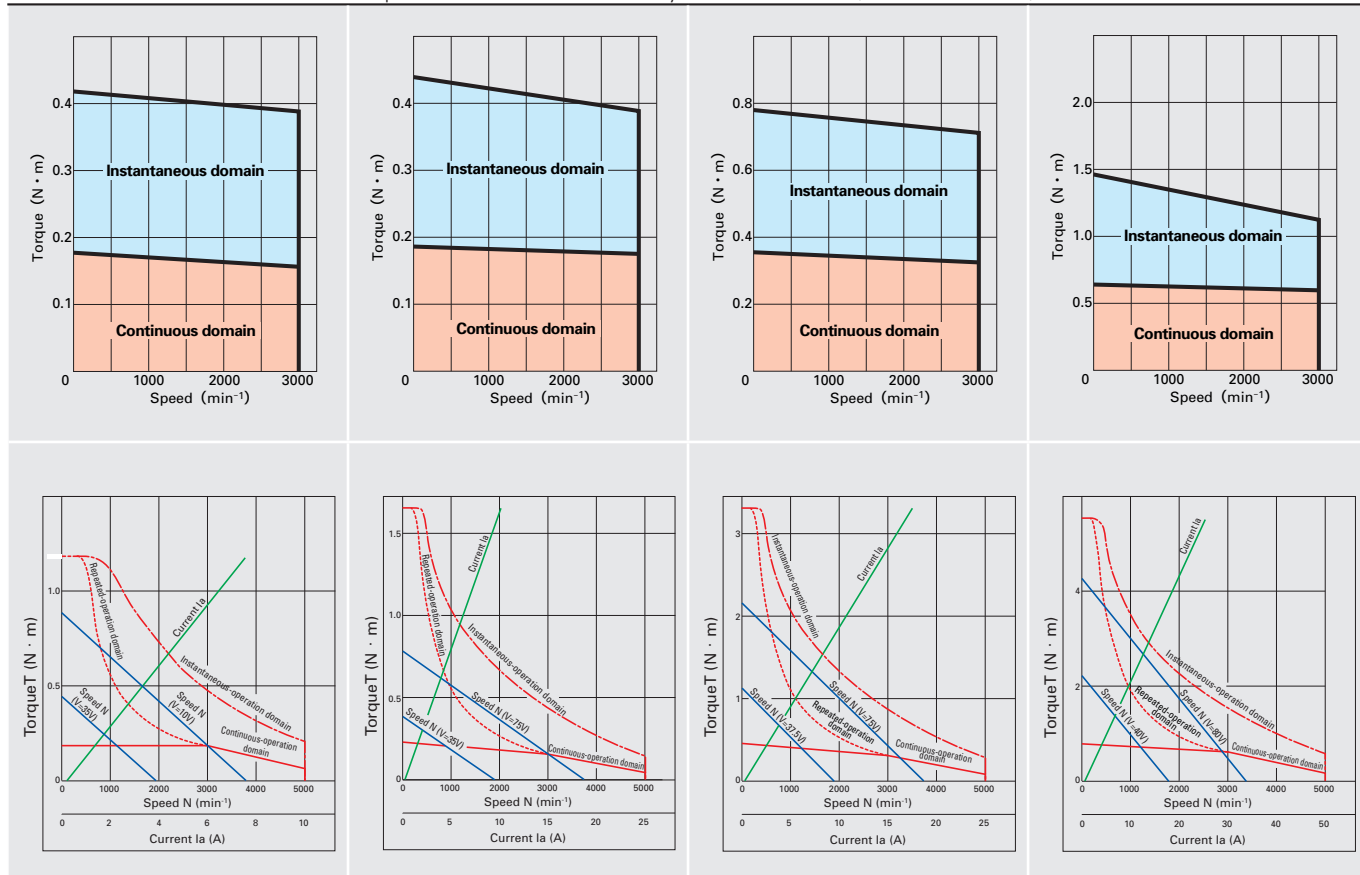 0.4
0.3
0.2
0.1
0
1000
2000
3000
Torque (N・m)
Speed (min⁻¹)
Instantaneous domain
Continuous domain
0.4
0.3
0.2
0.1
0
1000
2000
3000
Torque (N・m)
Speed (min⁻¹)
Instantaneous domain
Continuous domain
0.8
0.6
0.4
0.2
0
1000
2000
3000
Torque (N・m)
Speed (min⁻¹)
Instantaneous domain
Continuous domain
2.0
1.5
1.0
0.5
0
1000
2000
3000
Torque (N・m)
Speed (min⁻¹)
Instantaneous domain
Continuous domain
TorqueT (N · m)
1.0
0.5
0
Repeated-operation domain
Current Ia
Instantaneous-operation domain
Speed N
(V=35V)
Speed N
(V=10V)
Continuous-operation
domain
0 1000 2000 3000 4000 5000
Speed N (min⁻¹)
0 2 4 6 8 10
Current Ia (A)
TorqueT (N · m)
1.5
1.0
0.5
0
Repeated-operation domain
Current Ia
Instantaneous-operation domain
Speed N (V=75V)
Speed N (V=35V)
Continuous-operation domain
0 1000 2000 3000 4000 5000
Speed N (min⁻¹)
0 5 10 15 20 25
Current Ia (A)
TorqueT (N · m)
3
2
1
0
Instantaneous-operation domain
Current Ia
Speed N (V=75V)
Speed N (V=37.5V)
Repeated-operation
domain
Continuous-operation
domain
0 1000 2000 3000 4000 5000
Speed N (min⁻¹)
0 5 10 15 20 25
Current Ia (A)
TorqueT (N · m)
4
2
0
Current Ia
Instantaneous-operation domain
Speed N (V=80V)
Speed N (V=40V)
Repeated-operation
domain
Continuous-operation
domain
0 1000 2000 3000 4000 5000
Speed N (min⁻¹)
0 10 20 30 40 50
Current Ia (A)